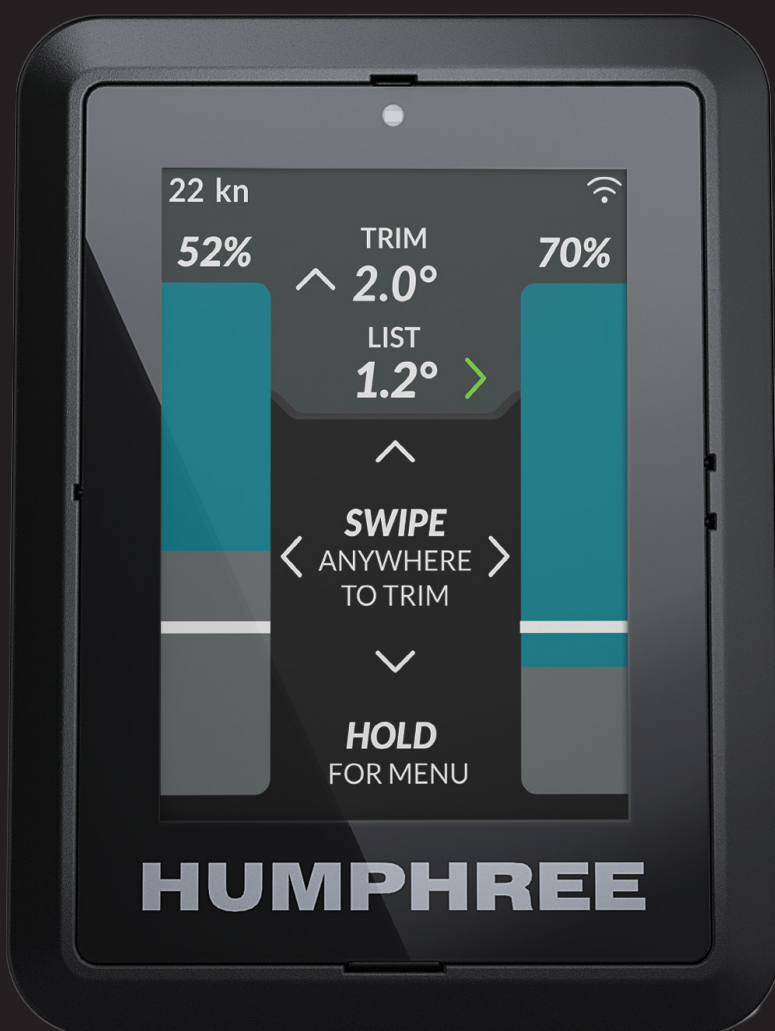 22 kn
52%
TRIM
2.0°
70%
LIST
1.2°
SWIPE
ANYWHERE
TO TRIM
HOLD
FOR MENU
HUMPHREE